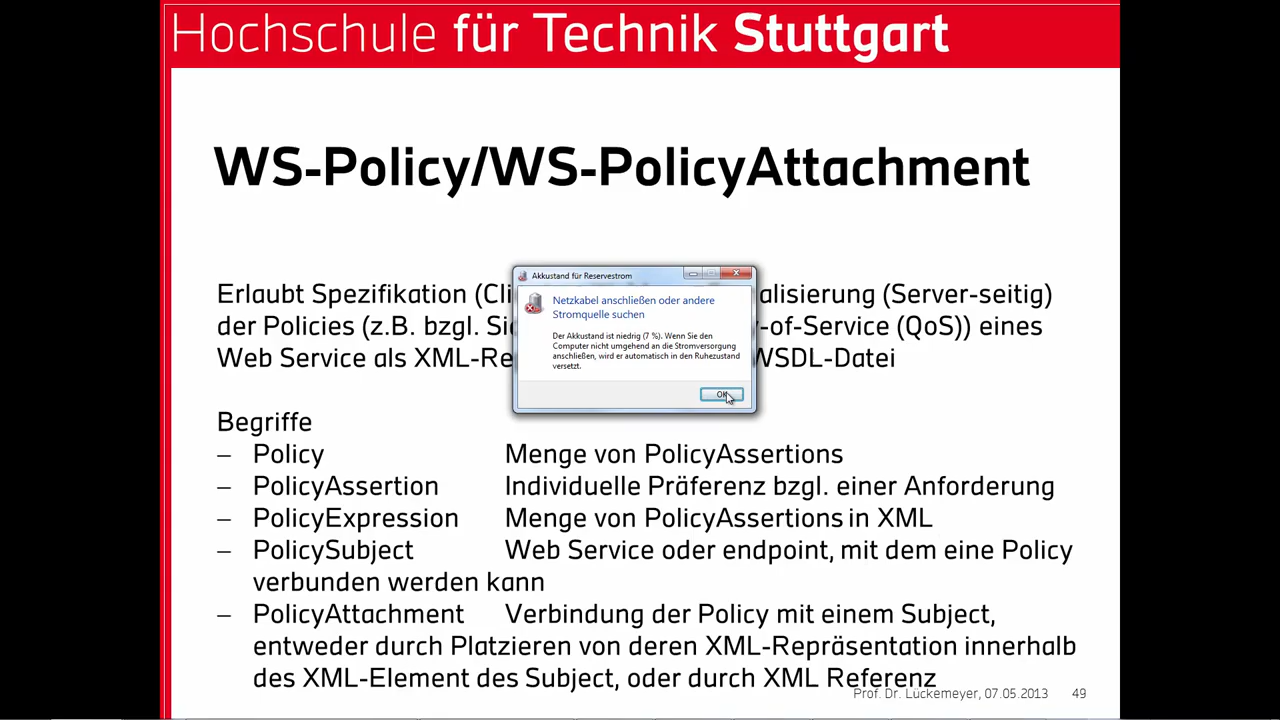 Hochschule für Technik Stuttgart
WS-Policy/WS-PolicyAttachment
Akkustand für Reservestrom
Netzkabel anschließen oder andere
Stromquelle suchen
Der Akkustand ist niedrig (7 %). Wenn Sie den
Computer nicht umgehend an die Stromversorgung
anschließen, wird er automatisch in den Ruhezustand
versetzt.
OK
Erlaubt Spezifikation (Cli alisierung (Server-seitig)
der Policies (z.B. bzgl. Si y-of-Service (QoS)) eines
Web Service als XML-Re WSDL-Datei
Begriffe
– Policy Menge von PolicyAssertions
– PolicyAssertion Individuelle Präferenz bzgl. einer Anforderung
– PolicyExpression Menge von PolicyAssertions in XML
– PolicySubject Web Service oder endpoint, mit dem eine Policy
verbunden werden kann
– PolicyAttachment Verbindung der Policy mit einem Subject,
entweder durch Platzieren von deren XML-Repräsentation innerhalb
des XML-Element des Subject, oder durch XML Referenz
Prof. Dr. Lückemeyer, 07.05.2013 49